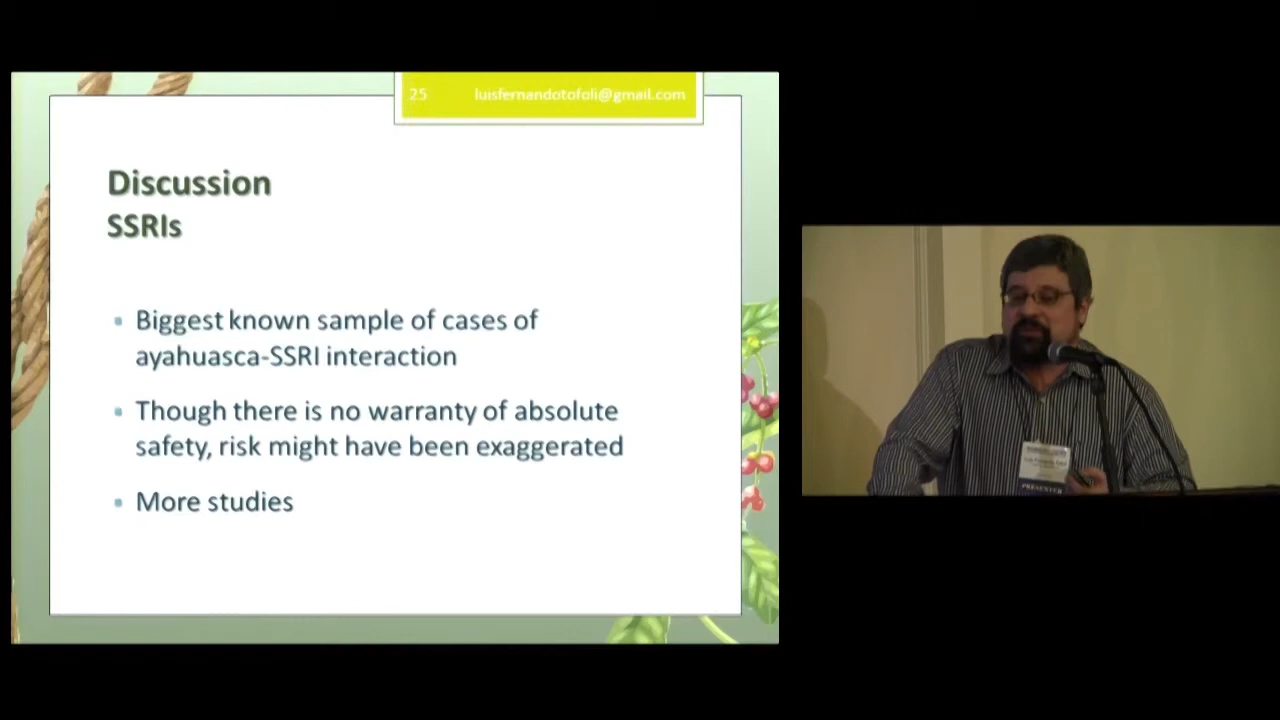 25 luisfernandotofoli@gmail.com
Discussion
SSRIs
Biggest known sample of cases of
ayahuasca-SSRI interaction
Though there is no warranty of absolute
safety, risk might have been exaggerated
More studies
PRESENTER